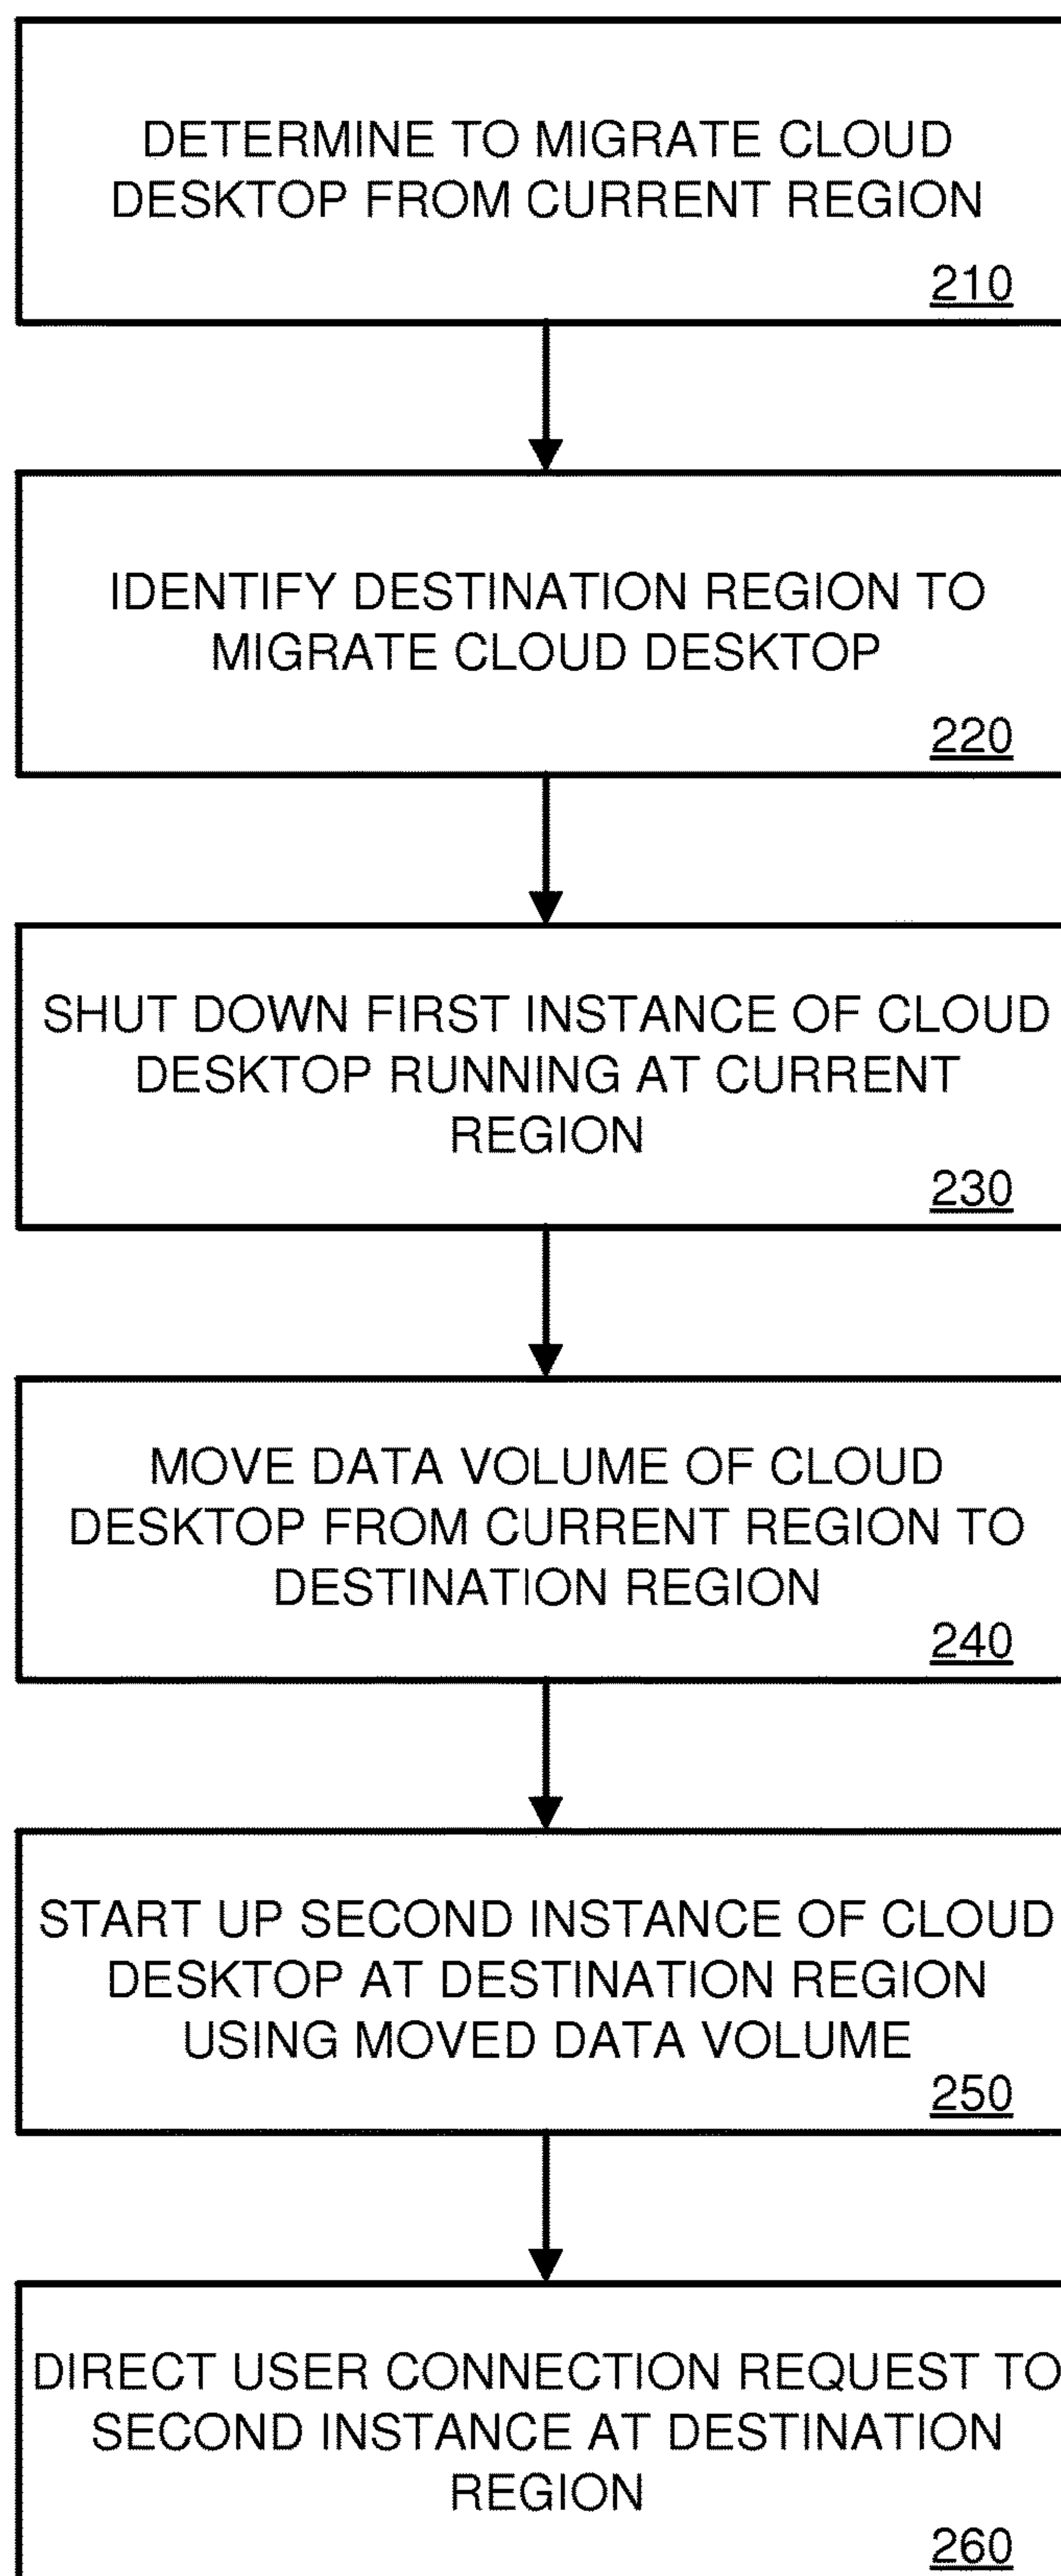 DETERMINE TO MIGRATE CLOUD
DESKTOP FROM CURRENT REGION
210
IDENTIFY DESTINATION REGION TO
MIGRATE CLOUD DESKTOP
220
SHUT DOWN FIRST INSTANCE OF CLOUD
DESKTOP RUNNING AT CURRENT
REGION
230
MOVE DATA VOLUME OF CLOUD
DESKTOP FROM CURRENT REGION TO
DESTINATION REGION
240
START UP SECOND INSTANCE OF CLOUD
DESKTOP AT DESTINATION REGION
USING MOVED DATA VOLUME
250
DIRECT USER CONNECTION REQUEST TO
SECOND INSTANCE AT DESTINATION
REGION
260